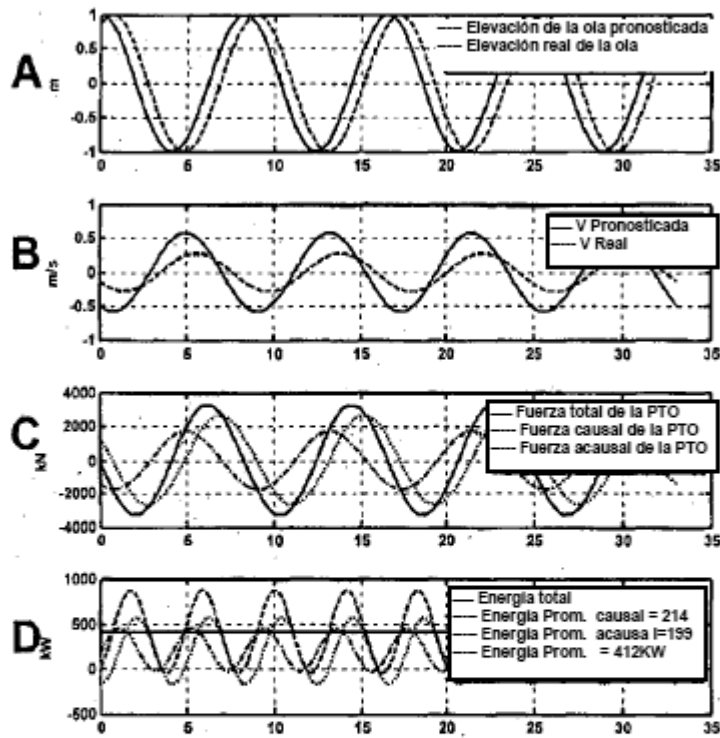 A
m
1
0.5
0
-0.5
-1
Elevación de la ola pronosticada
Elevación real de la ola
0 5 10 15 20 25 30 35
B
m/s
1
0.5
0
-0.5
-1
V Pronosticada
V Real
0 5 10 15 20 25 30 35
C
kN
4000
2000
0
-2000
-4000
Fuerza total de la PTO
Fuerza causal de la PTO
Fuerza acausal de la PTO
0 5 10 15 20 25 30 35
D
kW
1000
500
0
-500
Energia total
Energia Prom. causal = 214
Energia Prom. acausa l=199
Energia Prom. = 412KW
0 5 10 15 20 25 30 35